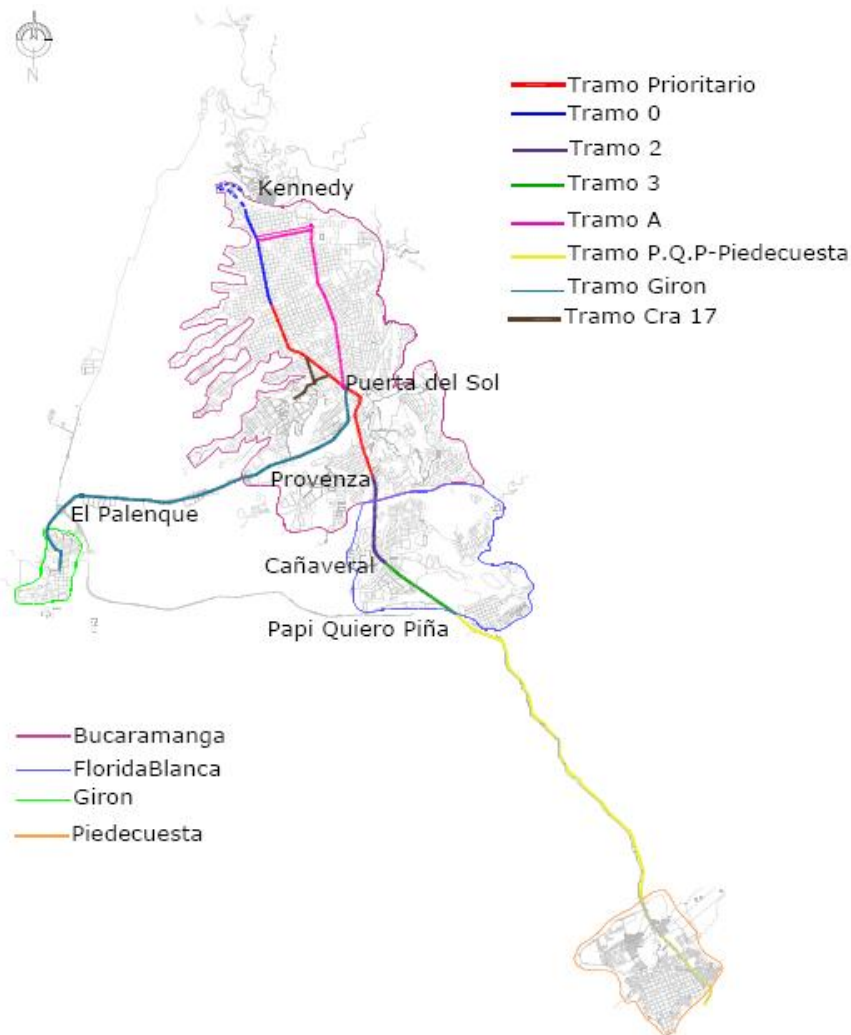 N
Tramo Prioritario
Tramo 0
Tramo 2
Tramo 3
Tramo A
Tramo P.Q.P-Piedecuesta
Tramo Giron
Tramo Cra 17
Kennedy
Puerta del Sol
Provenza
El Palenque
Cañaveral
Papi Quiero Piña
Bucaramanga
FloridaBlanca
Giron
Piedecuesta